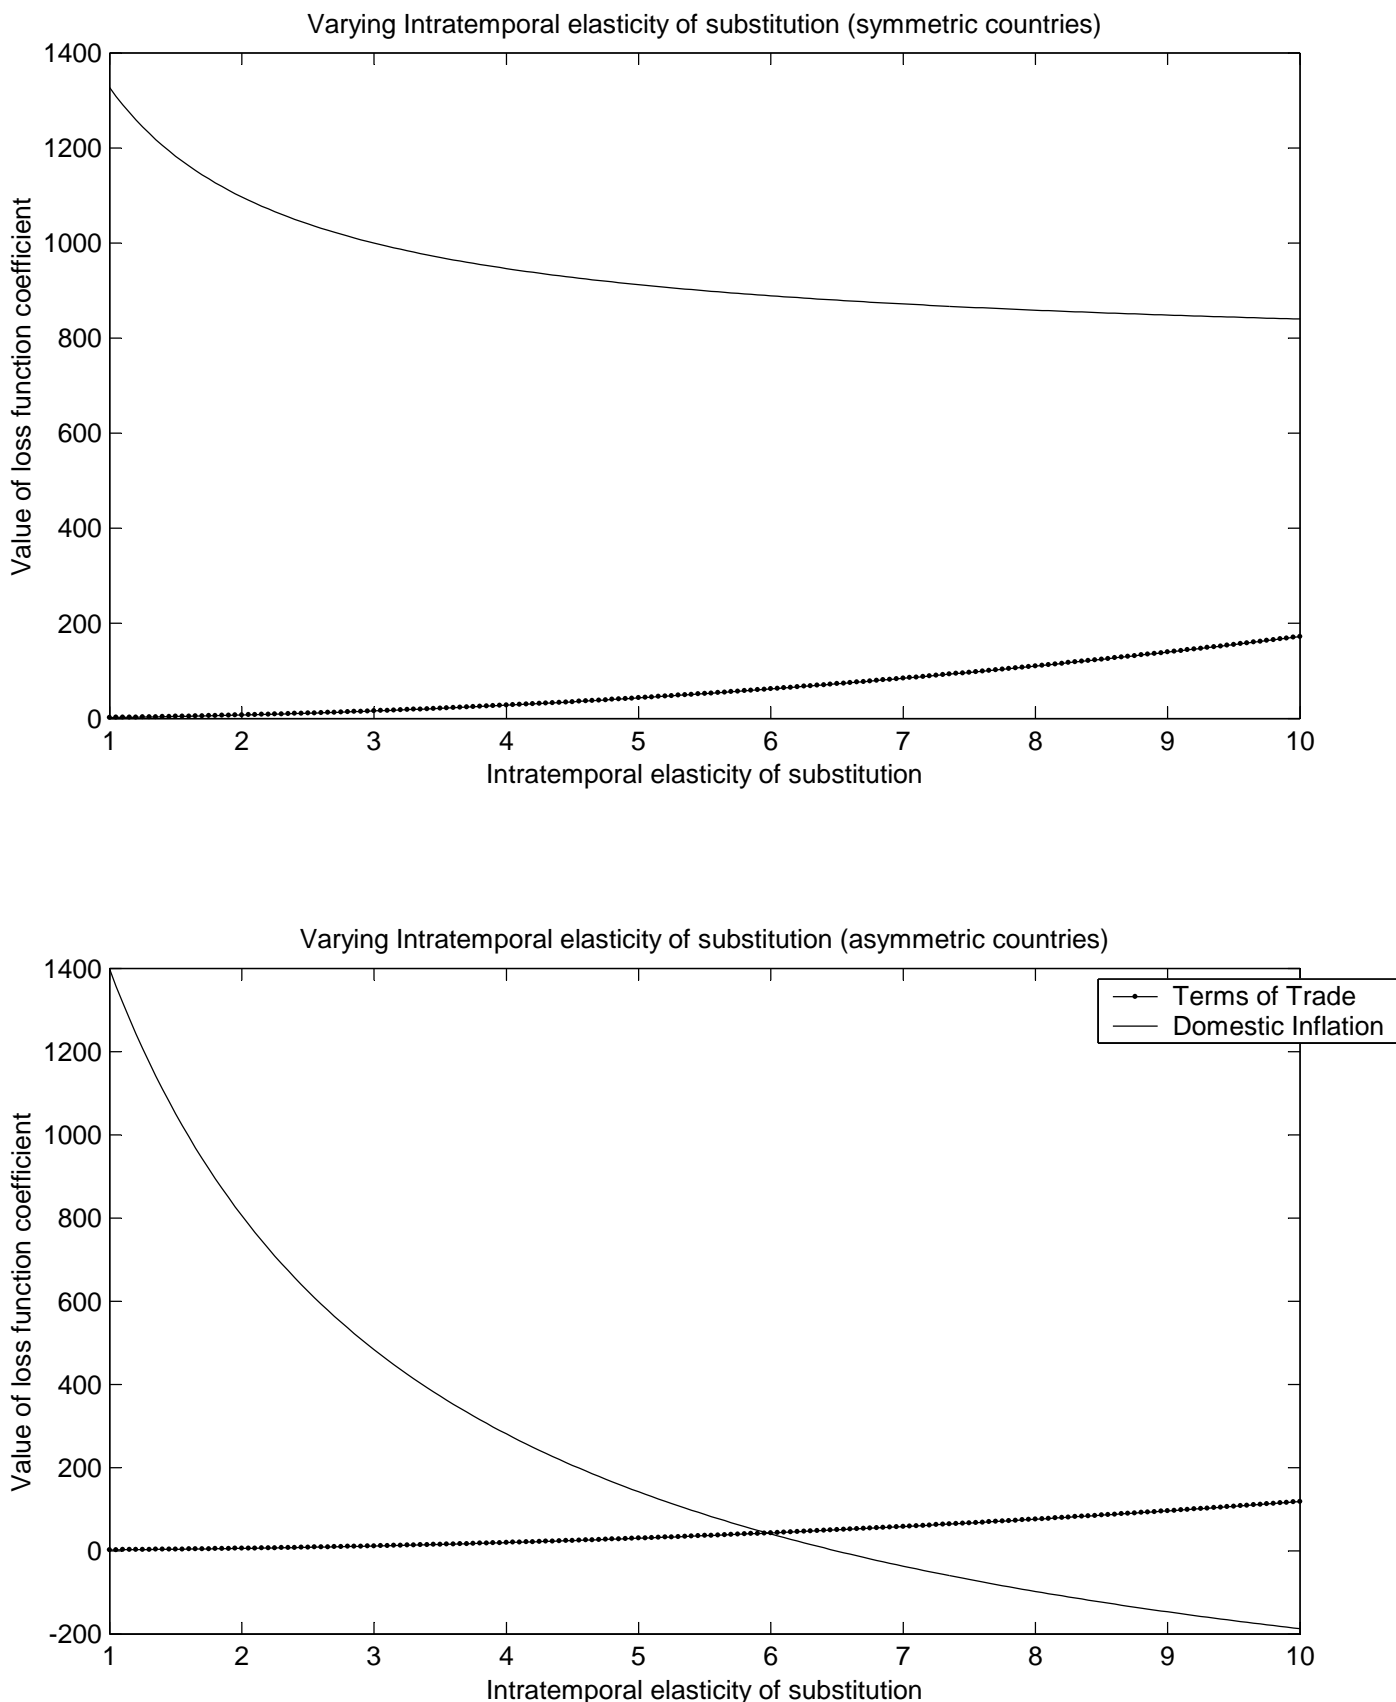 Varying Intratemporal elasticity of substitution (symmetric countries)
1400
1200
1000
800
600
400
200
0
Value of loss function coefficient
1 2 3 4 5 6 7 8 9 10
Intratemporal elasticity of substitution
Varying Intratemporal elasticity of substitution (asymmetric countries)
1400
1200
1000
800
600
400
200
0
-200
Value of loss function coefficient
Terms of Trade
Domestic Inflation
1 2 3 4 5 6 7 8 9 10
Intratemporal elasticity of substitution